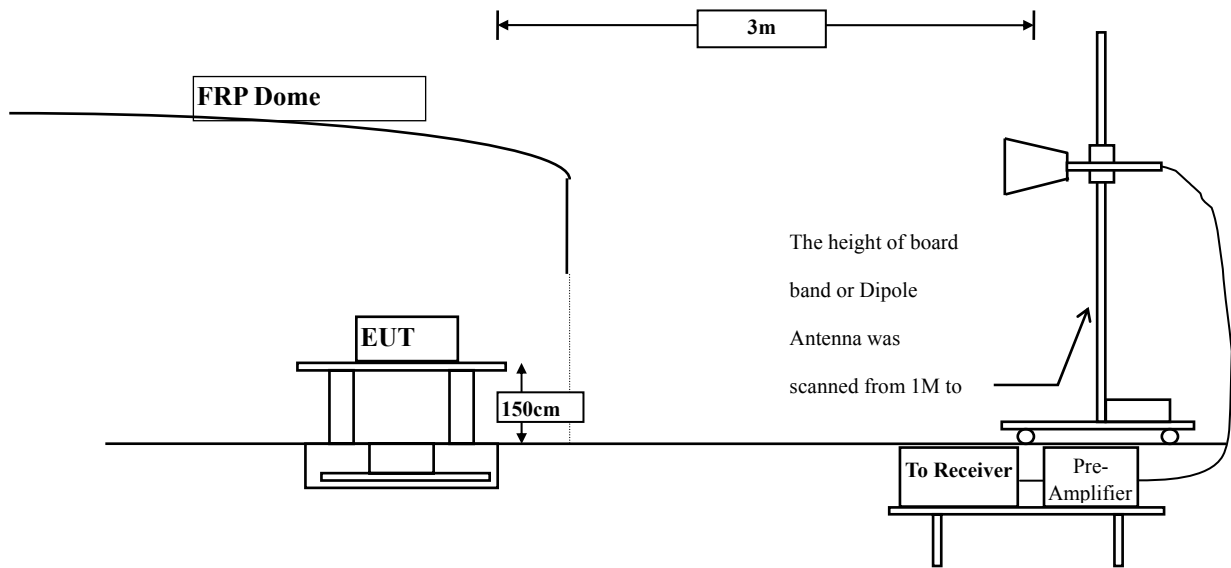 3m
FRP Dome
The height of board
band or Dipole
Antenna was
scanned from 1M to
EUT
150cm
To Receiver
Pre-
Amplifier